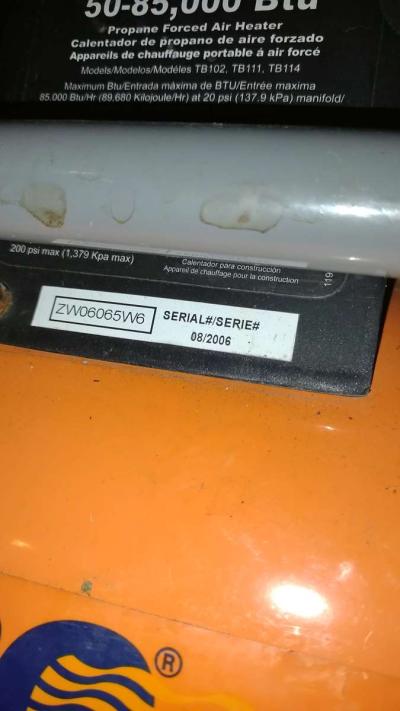 50-85,000 Btu
Propane Forced Air Heater
Calentador de propano de aire forzado
Appareils de chauffauge portable á air forcé
Models/Modelos/Modéles TB102, TB111, TB114
Maximum Btu/Entrada máxima de BTU/Entrée maxima
85.000 Btu/Hr (89,680 Kilojoule/Hr) at 20 psi (137.9 kPa) manifold/
200 psi max (1,379 Kpa max)
Calentador para construcción
Appareil de chauffage pour la construction
119
ZW06065W6
SERIAL#/SERIE#
08/2006
®